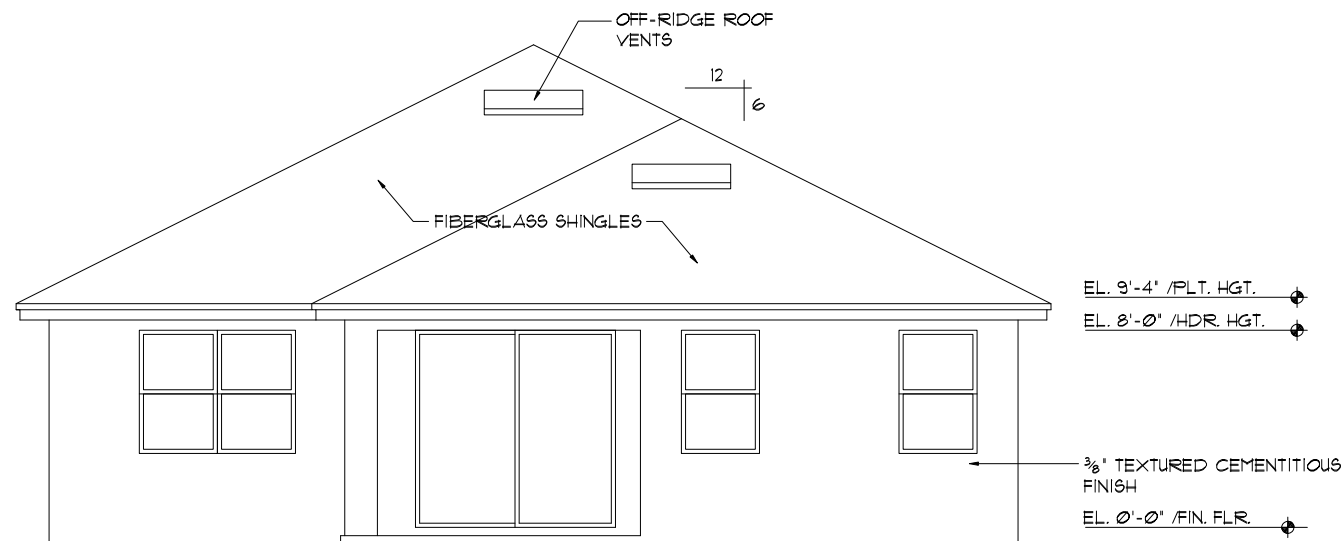 OFF-RIDGE ROOF
VENTS
12
6
FIBERGLASS SHINGLES
EL. 9'-4" /PLT. HGT.
EL. 8'-0" /HDR. HGT.
3/8" TEXTURED CEMENTITIOUS
FINISH
EL. 0'-0" /FIN. FLR.